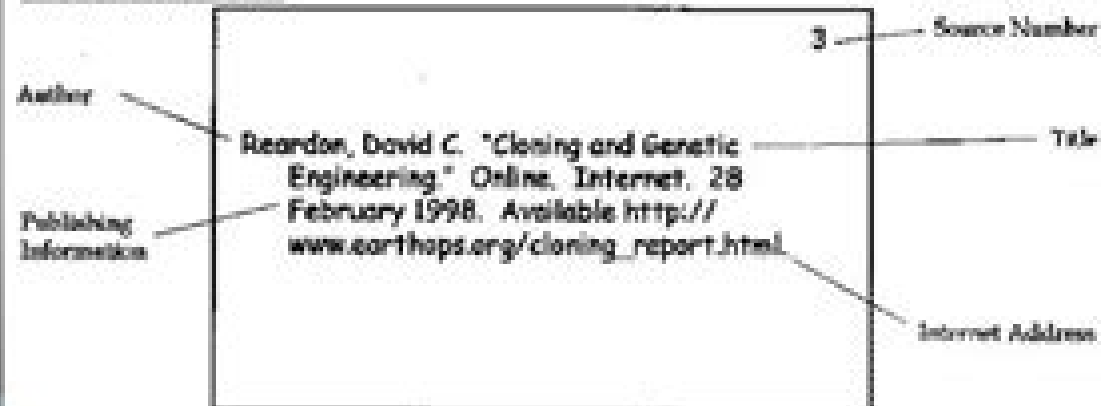 3
Source Number
Author
Reardon, David C. "Cloning and Genetic
Title
Engineering." Online. Internet. 28
February 1998. Available http://
Publishing
Information
www.earthops.org/cloning_report.html.
Internet Address